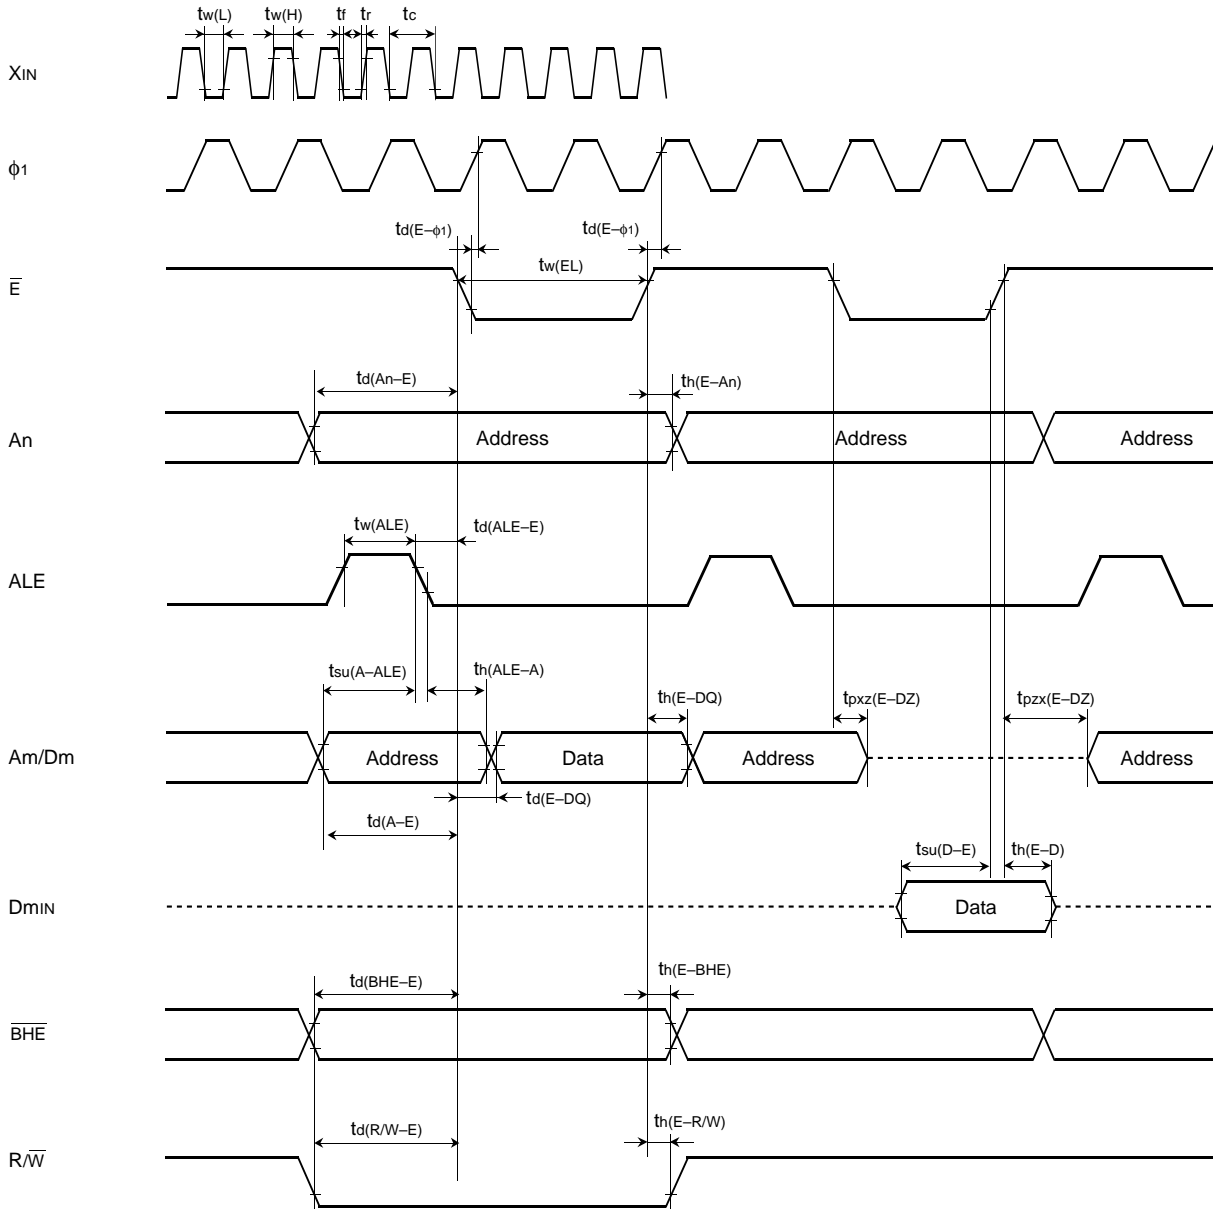 tw(L) tw(H) tf tr tc
XIN
ϕ1
td(E–ϕ1) td(E–ϕ1)
tw(EL)
E̅
td(An–E) th(E–An)
An Address Address Address
tw(ALE) td(ALE–E)
ALE
tsu(A–ALE) th(ALE–A) th(E–DQ) tpxz(E–DZ) tpzx(E–DZ)
Am/Dm Address Data Address Address
td(E–DQ)
td(A–E)
tsu(D–E) th(E–D)
DmIN Data
td(BHE–E) th(E–BHE)
B̅H̅E̅
td(R/W–E) th(E–R/W)
R/W̅